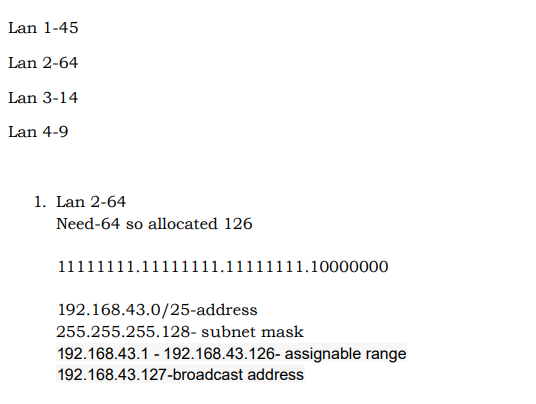 Lan 1-45
Lan 2-64
Lan 3-14
Lan 4-9
1. Lan 2-64
Need-64 so allocated 126
11111111.11111111.11111111.10000000
192.168.43.0/25-address
255.255.255.128- subnet mask
192.168.43.1 - 192.168.43.126- assignable range
192.168.43.127-broadcast address